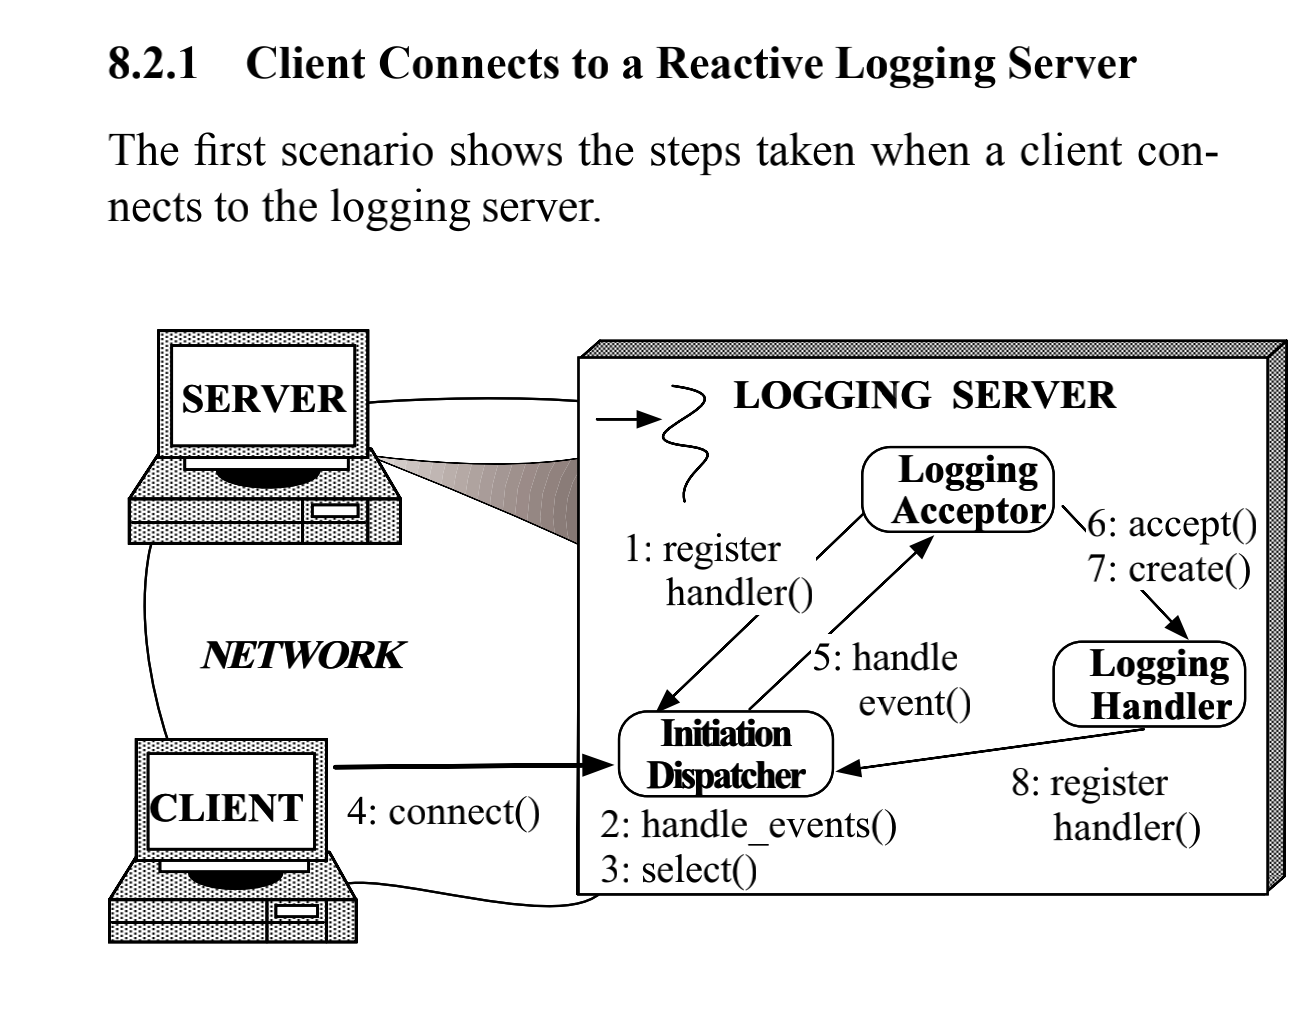 8.2.1 Client Connects to a Reactive Logging Server
The first scenario shows the steps taken when a client con-
nects to the logging server.
SERVER
LOGGING SERVER
Logging
Acceptor
1: register
handler()
6: accept()
7: create()
NETWORK
5: handle
event()
Logging
Handler
Initiation
Dispatcher
CLIENT
4: connect()
2: handle_events()
3: select()
8: register
handler()